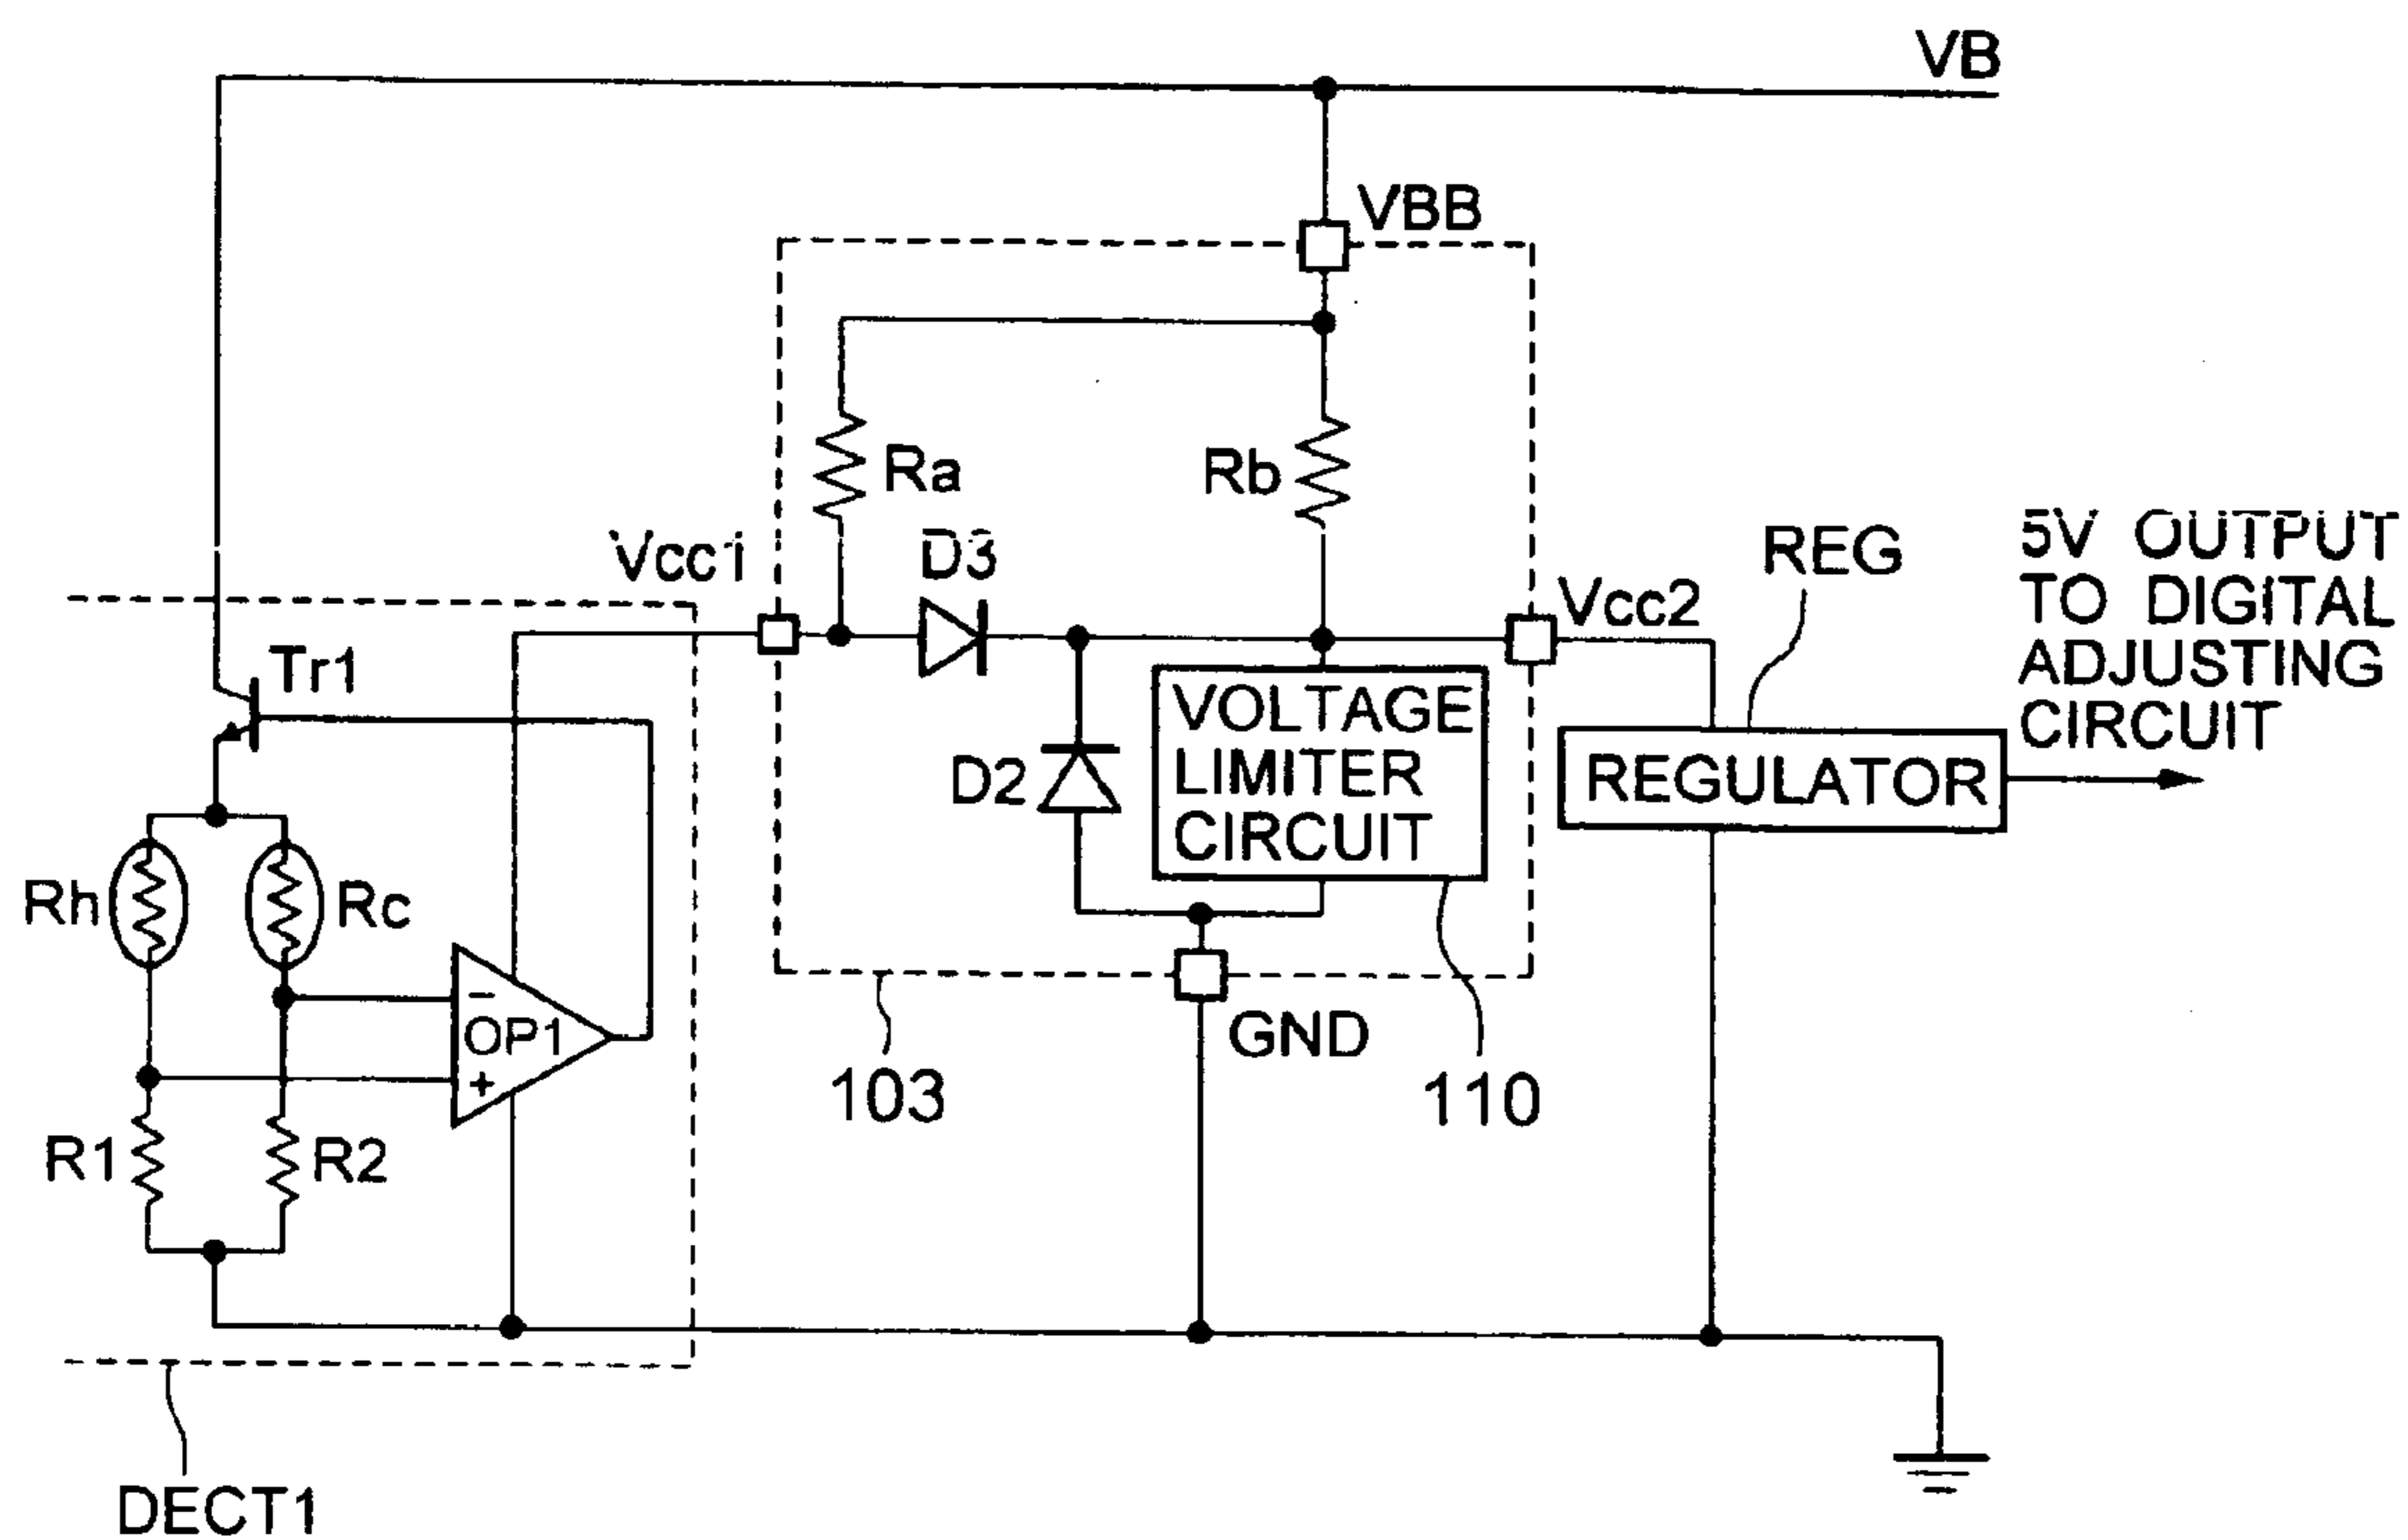 VB
VBB
Ra
Rb
Vcc1
D3
Vcc2
REG
5V OUTPUT
TO DIGITAL
ADJUSTING
CIRCUIT
Tr1
VOLTAGE
LIMITER
CIRCUIT
D2
REGULATOR
Rh
Rc
-
OP1
+
GND
103
110
R1
R2
DECT1